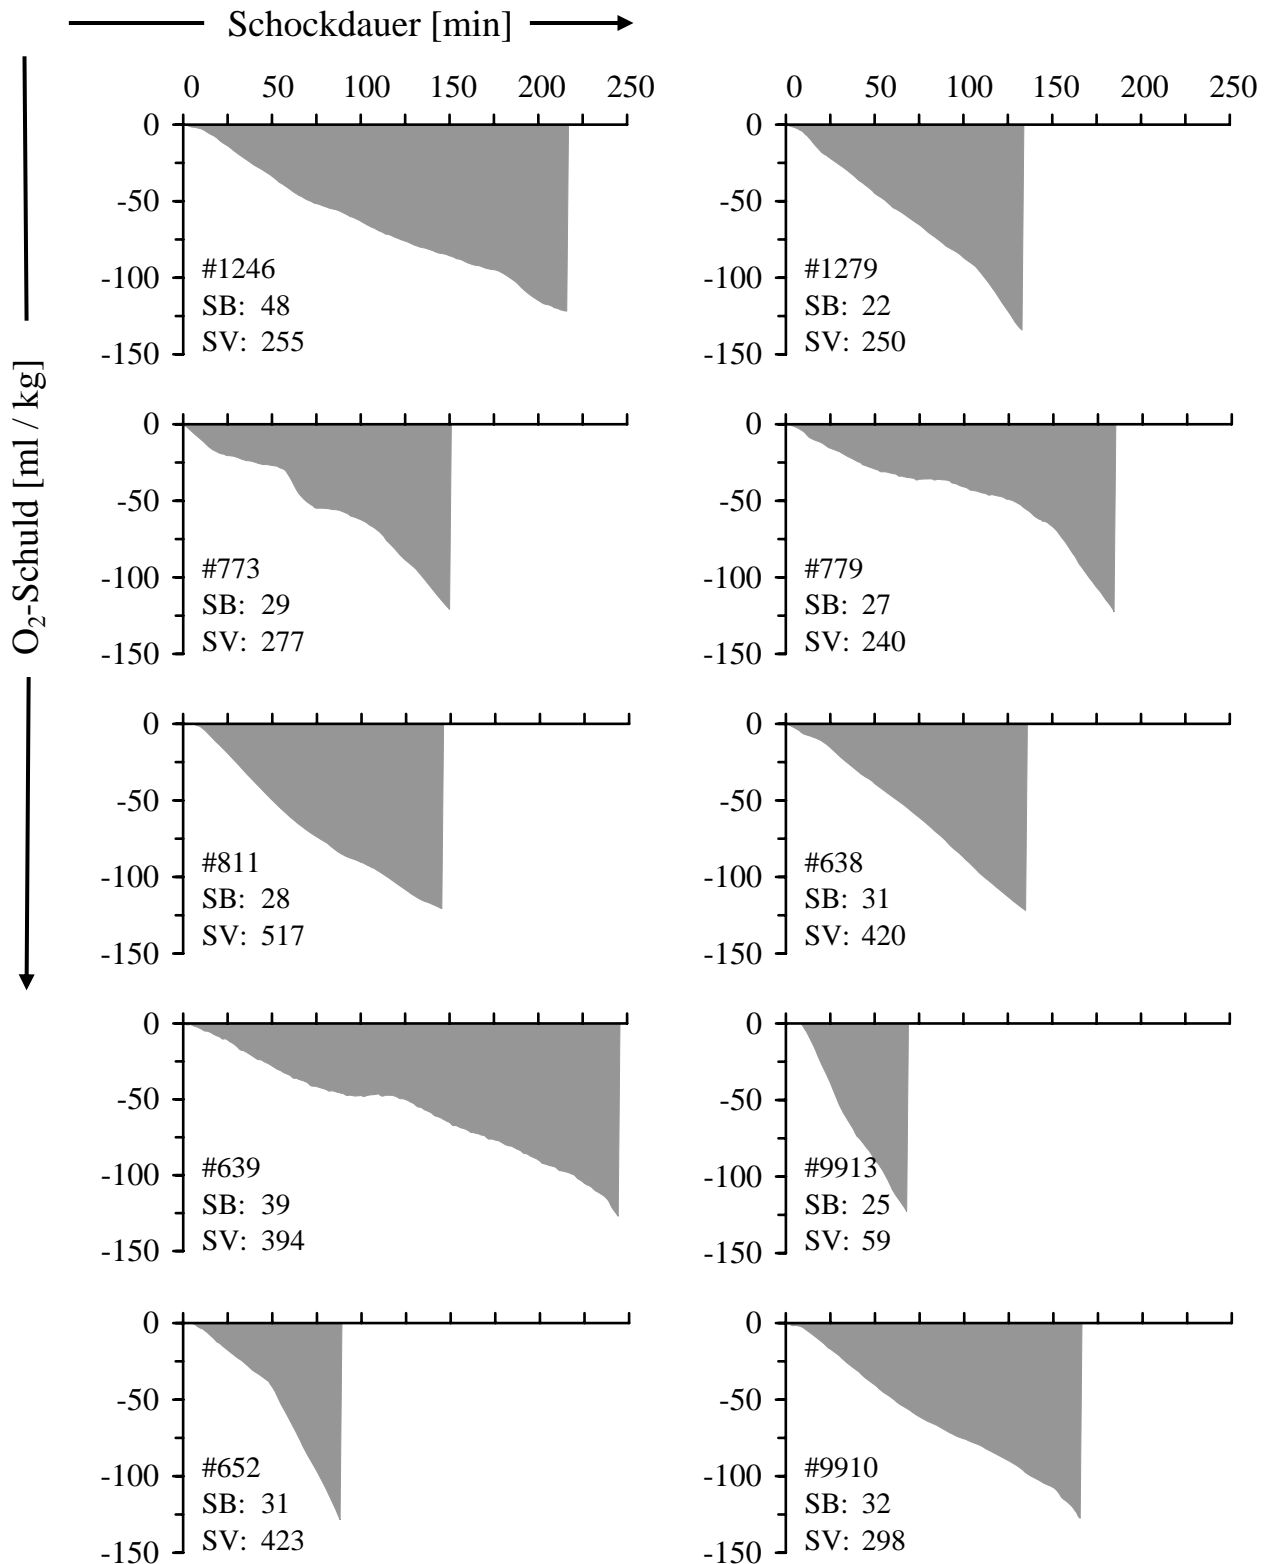 Schockdauer [min]
O2-Schuld [ml / kg]
0 50 100 150 200 250
0
-50
-100
-150
#1246
SB: 48
SV: 255
0 50 100 150 200 250
0
-50
-100
-150
#1279
SB: 22
SV: 250
0
-50
-100
-150
#773
SB: 29
SV: 277
0
-50
-100
-150
#779
SB: 27
SV: 240
0
-50
-100
-150
#811
SB: 28
SV: 517
0
-50
-100
-150
#638
SB: 31
SV: 420
0
-50
-100
-150
#639
SB: 39
SV: 394
0
-50
-100
-150
#9913
SB: 25
SV: 59
0
-50
-100
-150
#652
SB: 31
SV: 423
0
-50
-100
-150
#9910
SB: 32
SV: 298